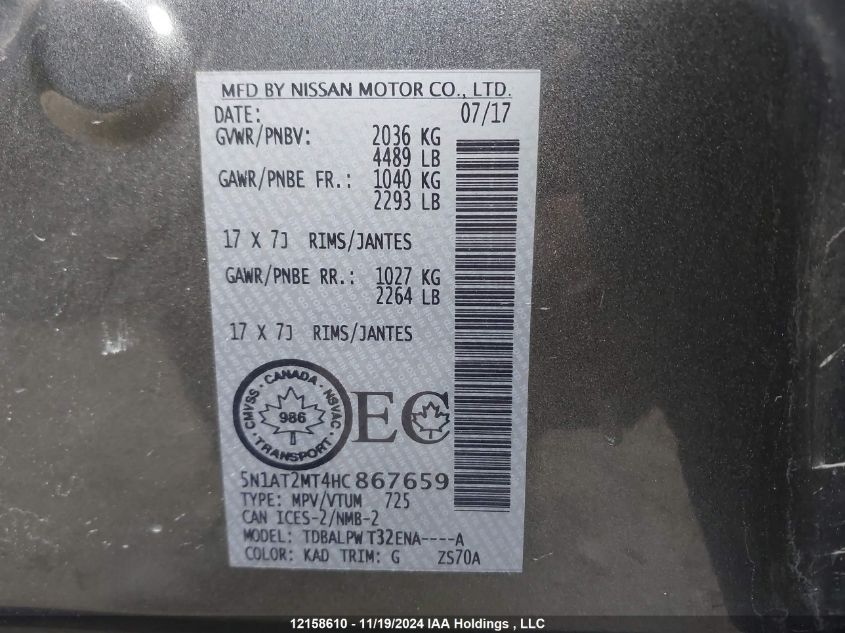 MFD BY NISSAN MOTOR CO., LTD.
DATE: 07/17
GVWR/PNBV: 2036 KG
4489 LB
GAWR/PNBE FR.: 1040 KG
2293 LB
17 X 7J RIMS/JANTES
GAWR/PNBE RR.: 1027 KG
2264 LB
17 X 7J RIMS/JANTES
CMVSS · CANADA · NSVAC · TRANSPORT ·
986
EC
5N1AT2MT4HC867659
TYPE: MPV/VTUM 725
CAN ICES-2/NMB-2
MODEL: TDBALPW T32ENA----A
COLOR: KAD TRIM: G ZS70A
12158610 - 11/19/2024 IAA Holdings , LLC